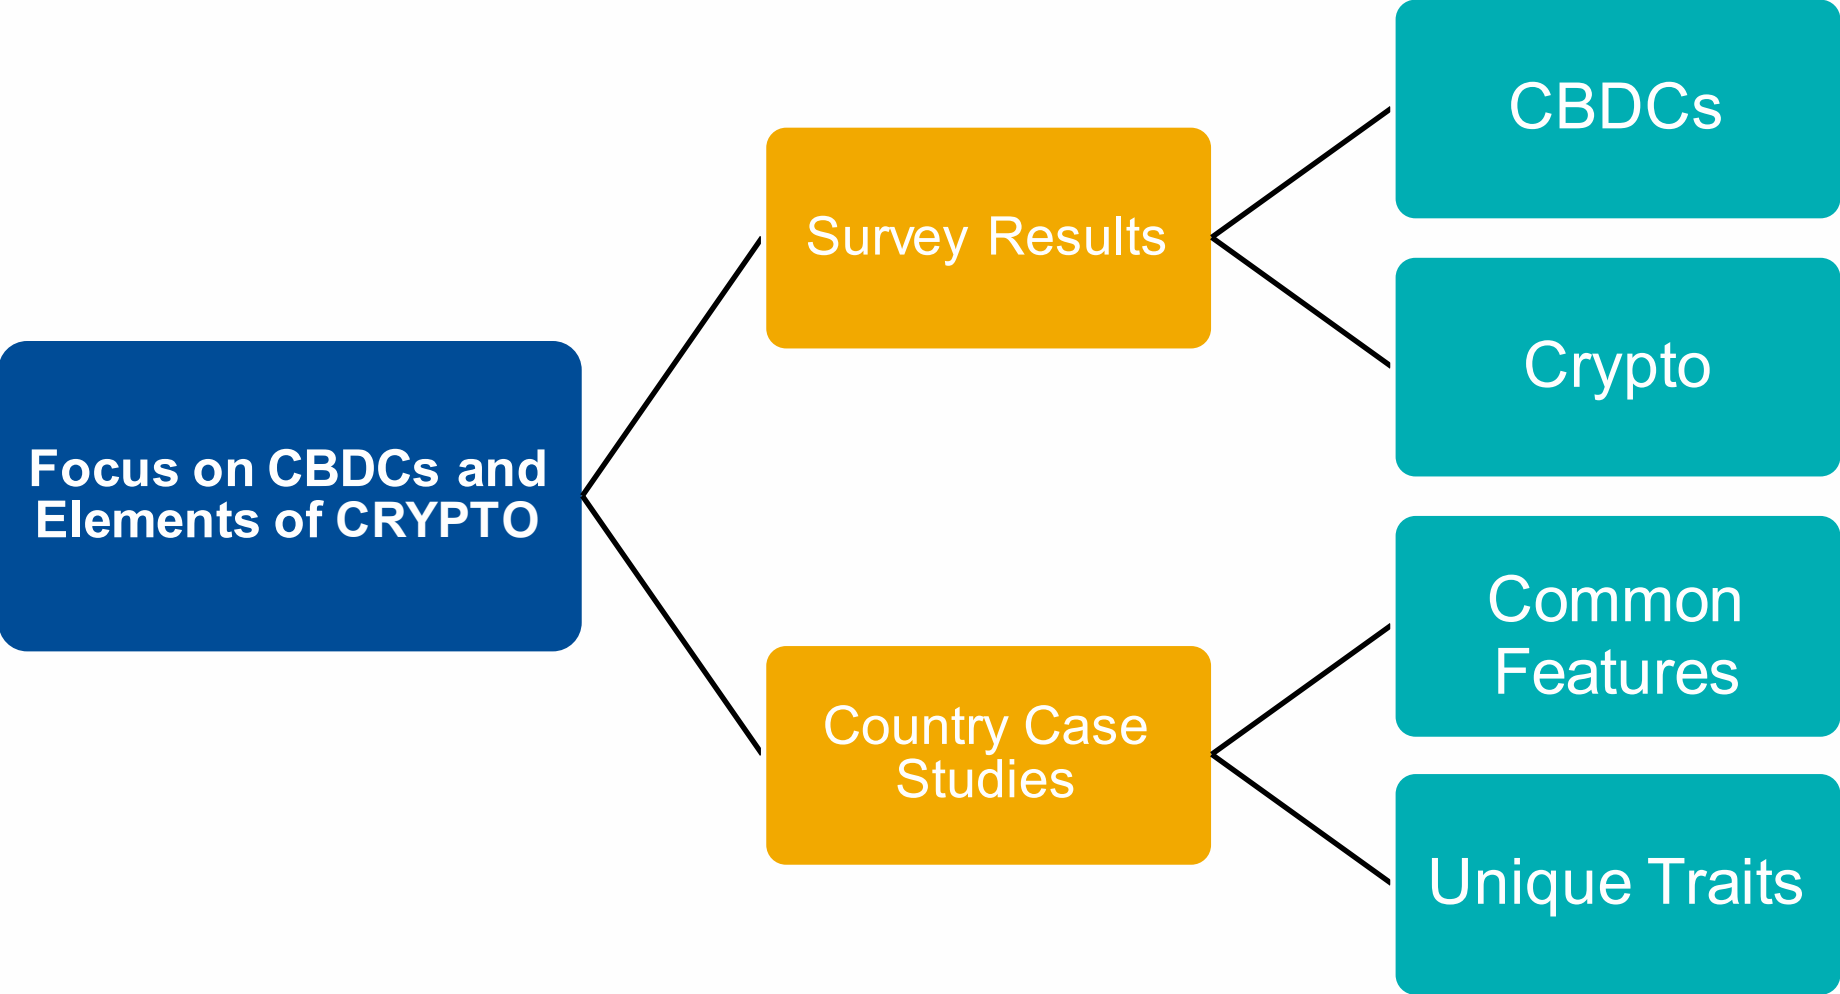 Focus on CBDCs and
Elements of CRYPTO
Survey Results
CBDCs
Crypto
Country Case
Studies
Common
Features
Unique Traits